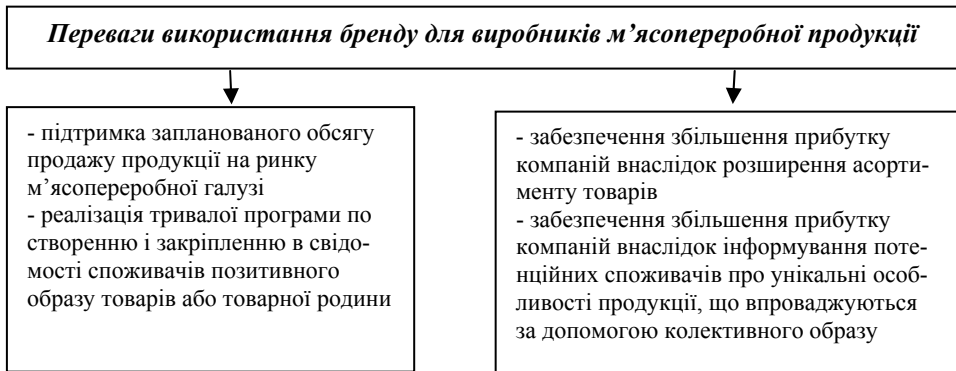 Переваги використання бренду для виробників м’ясопереробної продукції
- підтримка запланованого обсягу
продажу продукції на ринку
м’ясопереробної галузі
- реалізація тривалої програми по
створенню і закріпленню в свідо-
мості споживачів позитивного
образу товарів або товарної родини
- забезпечення збільшення прибутку
компаній внаслідок розширення асорти-
менту товарів
- забезпечення збільшення прибутку
компаній внаслідок інформування поте-
нційних споживачів про унікальні особ-
ливості продукції, що впроваджуються
за допомогою колективного образу